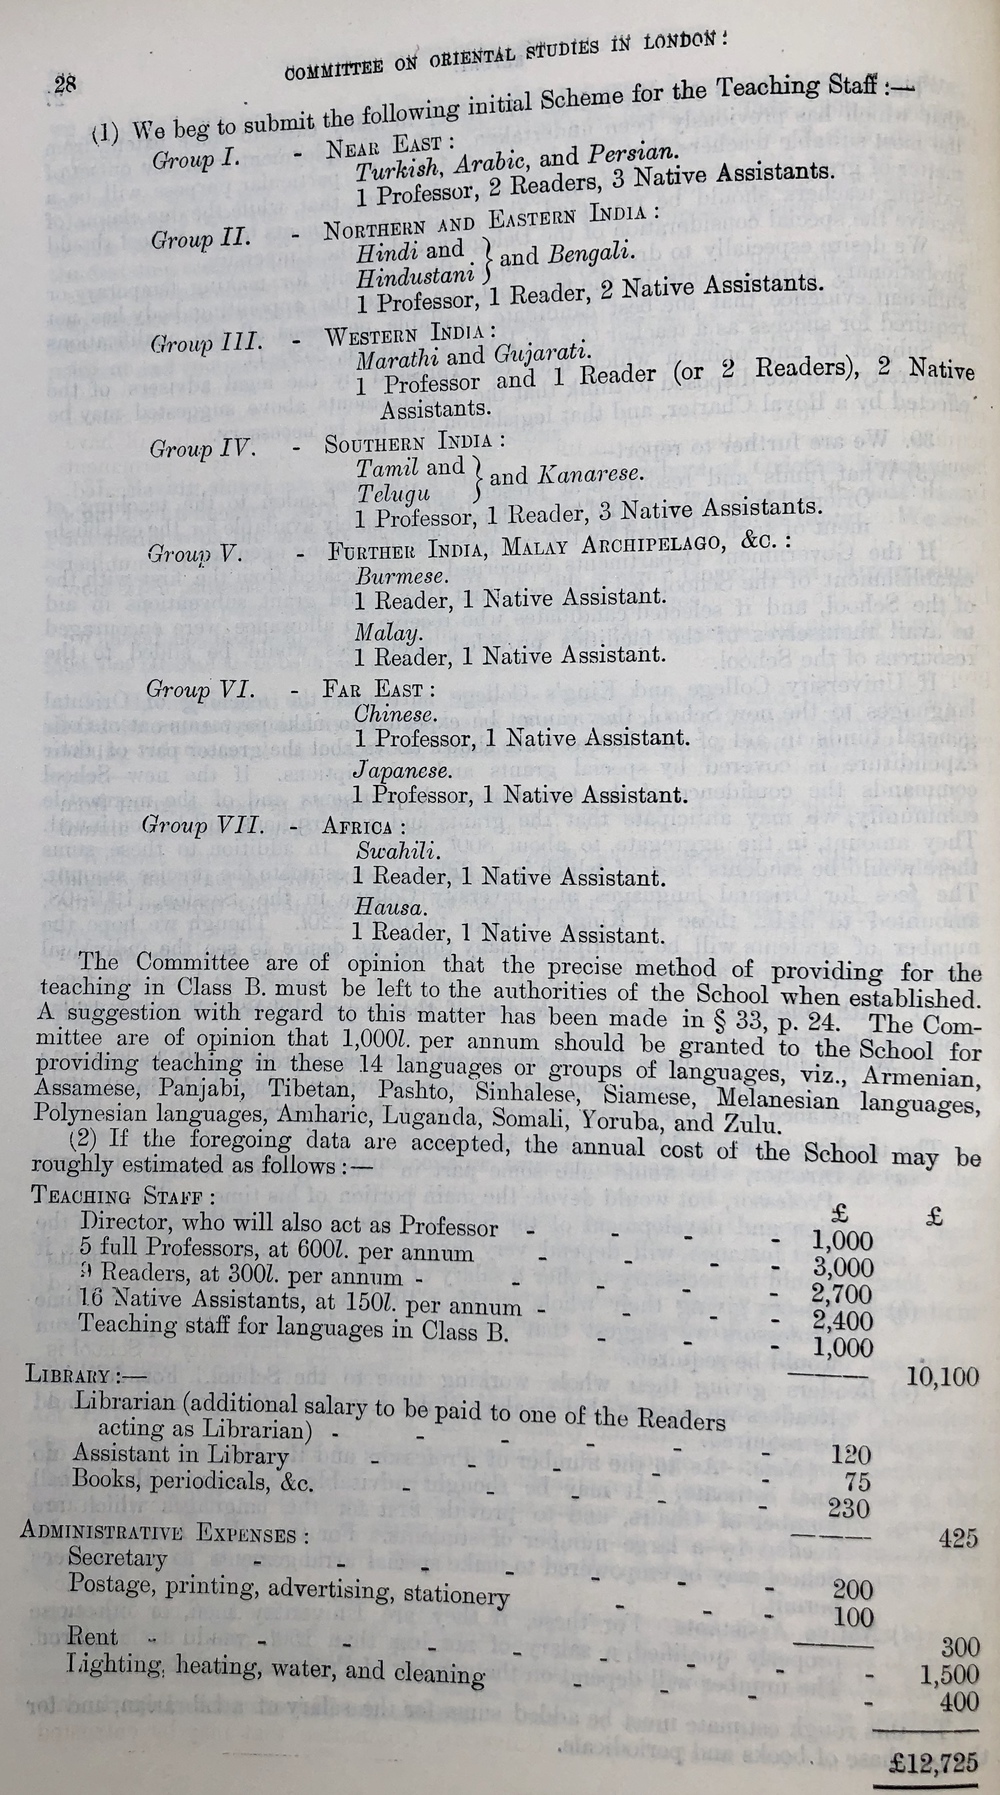 28
COMMITTEE ON ORIENTAL STUDIES IN LONDON:
(1) We beg to submit the following initial Scheme for the Teaching Staff :—
Group I. - NEAR EAST :
Turkish, Arabic, and Persian.
1 Professor, 2 Readers, 3 Native Assistants.
Group II. - NORTHERN AND EASTERN INDIA :
Hindi and } and Bengali.
Hindustani
1 Professor, 1 Reader, 2 Native Assistants.
Group III. - WESTERN INDIA :
Marathi and Gujarati.
1 Professor and 1 Reader (or 2 Readers), 2 Native
Assistants.
Group IV. - SOUTHERN INDIA :
Tamil and } and Kanarese.
Telugu
1 Professor, 1 Reader, 3 Native Assistants.
Group V. - FURTHER INDIA, MALAY ARCHIPELAGO, &C. :
Burmese.
1 Reader, 1 Native Assistant.
Malay.
1 Reader, 1 Native Assistant.
Group VI. - FAR EAST :
Chinese.
1 Professor, 1 Native Assistant.
Japanese.
1 Professor, 1 Native Assistant.
Group VII. - AFRICA :
Swahili.
1 Reader, 1 Native Assistant.
Hausa.
1 Reader, 1 Native Assistant.
The Committee are of opinion that the precise method of providing for the
teaching in Class B. must be left to the authorities of the School when established.
A suggestion with regard to this matter has been made in § 33, p. 24. The Com-
mittee are of opinion that 1,000l. per annum should be granted to the School for
providing teaching in these 14 languages or groups of languages, viz., Armenian,
Assamese, Panjabi, Tibetan, Pashto, Sinhalese, Siamese, Melanesian languages,
Polynesian languages, Amharic, Luganda, Somali, Yoruba, and Zulu.
(2) If the foregoing data are accepted, the annual cost of the School may be
roughly estimated as follows :—
TEACHING STAFF : £ £
Director, who will also act as Professor - - - - 1,000
5 full Professors, at 600l. per annum - - - - 3,000
9 Readers, at 300l. per annum - - - - - 2,700
16 Native Assistants, at 150l. per annum - - - - 2,400
Teaching staff for languages in Class B. - - - 1,000
10,100
LIBRARY :—
Librarian (additional salary to be paid to one of the Readers
acting as Librarian) - - - - - - 120
Assistant in Library - - - - - 75
Books, periodicals, &c. - - - - - 230
425
ADMINISTRATIVE EXPENSES :
Secretary - - - - - - - 200
Postage, printing, advertising, stationery - - - 100
300
Rent - - - - - - - - 1,500
Lighting, heating, water, and cleaning - - - - 400
£12,725